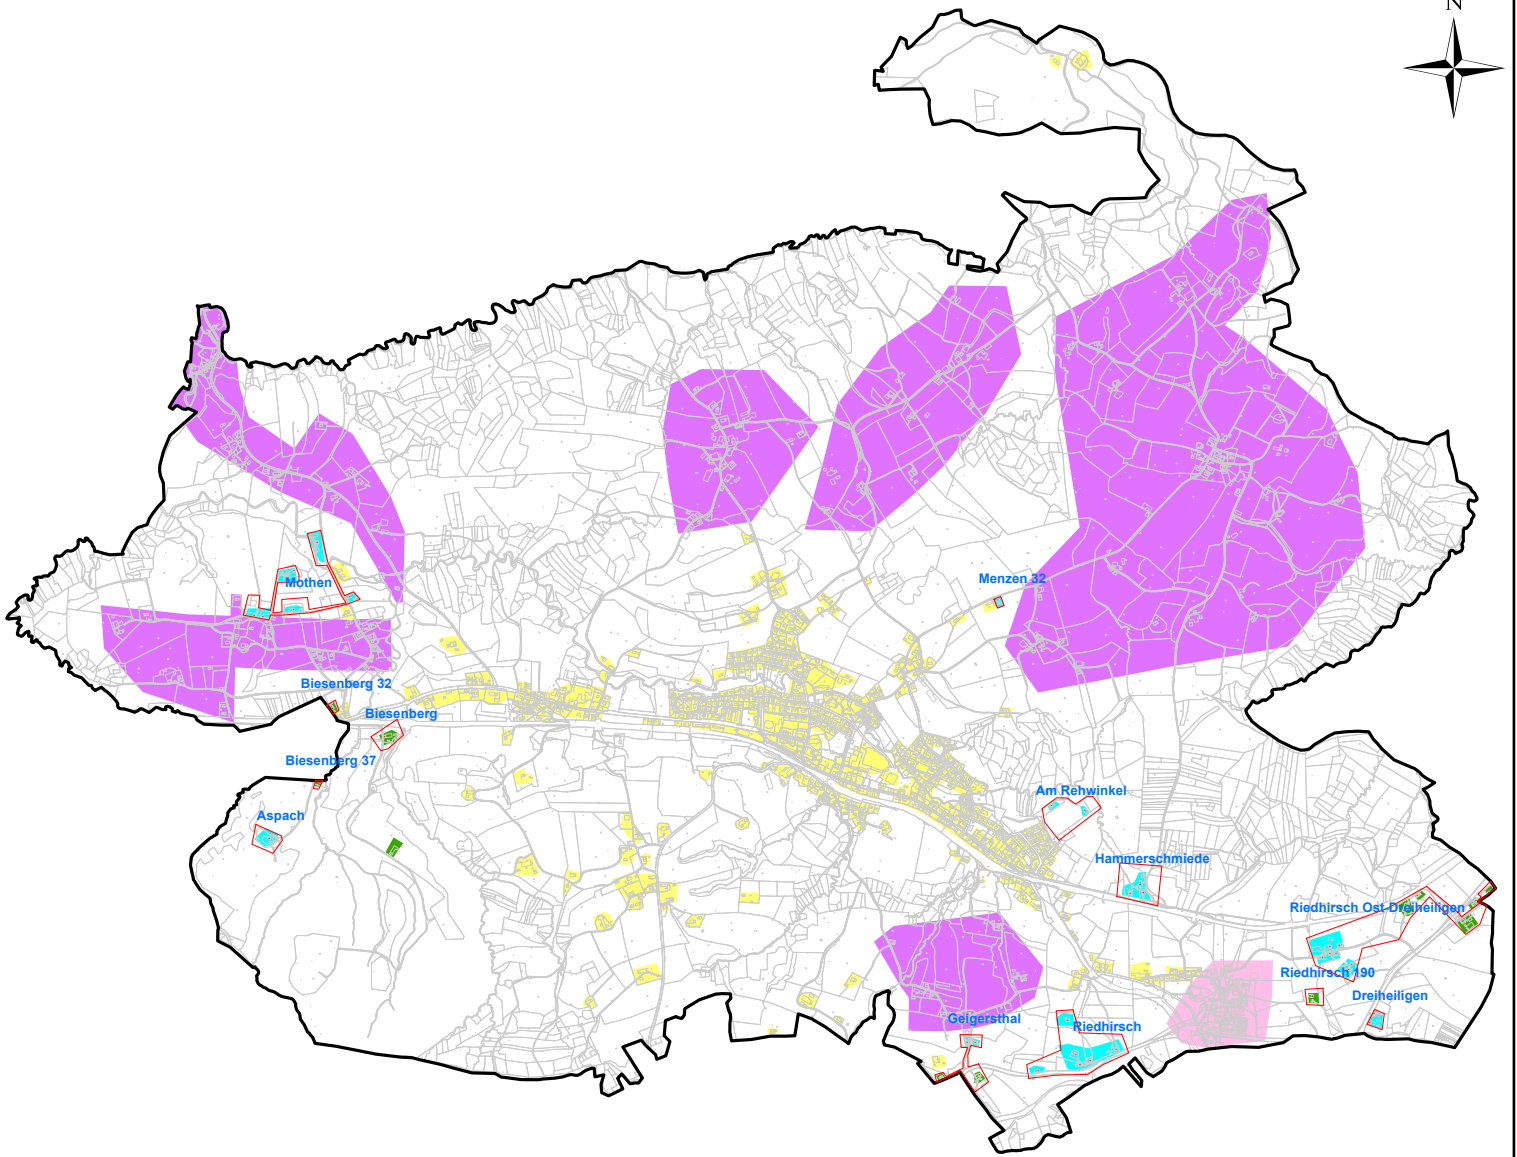 N
Menzen 32
Mothen
Biesenberg 32
Biesenberg
Biesenberg 37
Am Rehwinkel
Aspach
Hammerschmiede
Riedhirsch Ost-Dreiheiligen
Riedhirsch 190
Dreiheiligen
Geigersthal
Riedhirsch